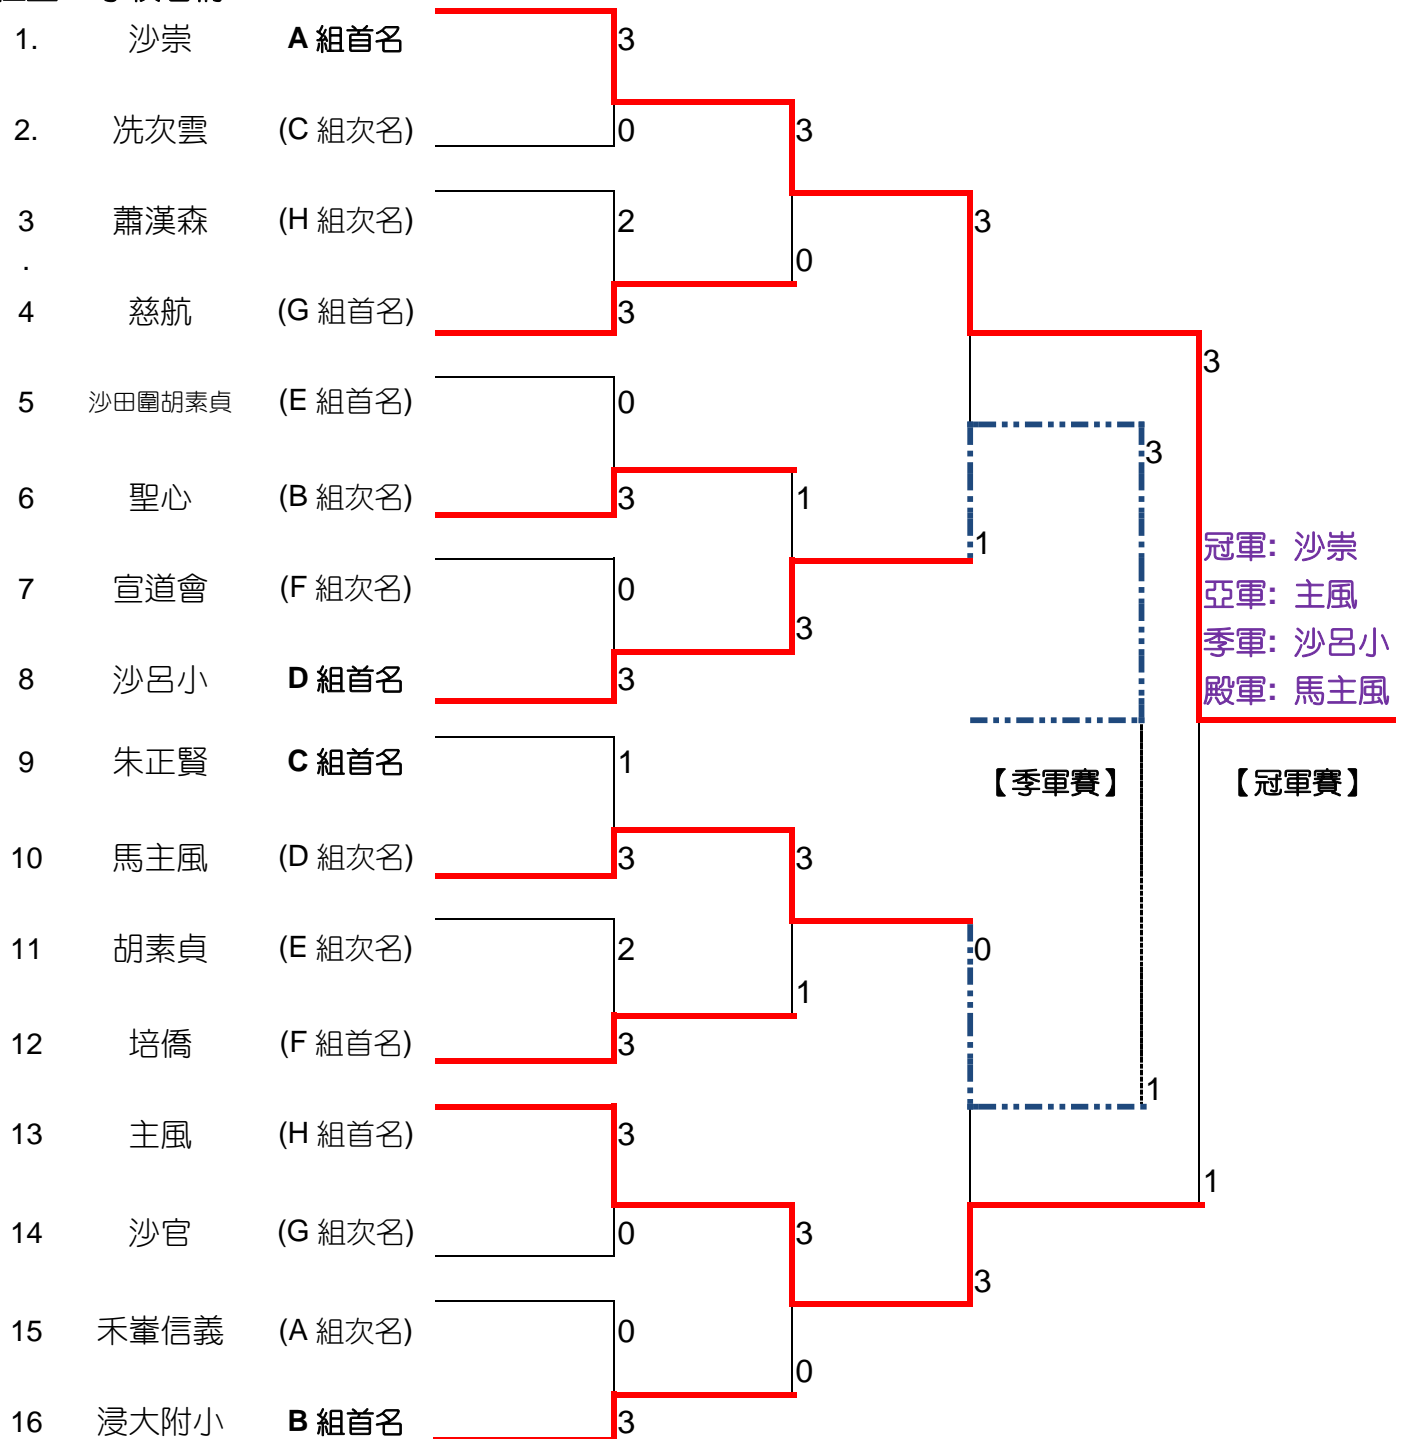 1. 沙崇 A 組首名 3
2. 冼次雲 (C 組次名) 0 3
3. 蕭漢森 (H 組次名) 2 3
0
4 慈航 (G 組首名) 3
3
5 沙田圍胡素貞 (E 組首名) 0
3
6 聖心 (B 組次名) 3 1
1
冠軍: 沙崇
7 宣道會 (F 組次名) 0
亞軍: 主風
3
季軍: 沙呂小
8 沙呂小 D 組首名 3
殿軍: 馬主風
9 朱正賢 C 組首名 1
【季軍賽】 【冠軍賽】
10 馬主風 (D 組次名) 3 3
11 胡素貞 (E 組次名) 2 0
1
12 培僑 (F 組首名) 3
1
13 主風 (H 組首名) 3
1
14 沙官 (G 組次名) 0 3
3
15 禾輋信義 (A 組次名) 0
0
16 浸大附小 B 組首名 3